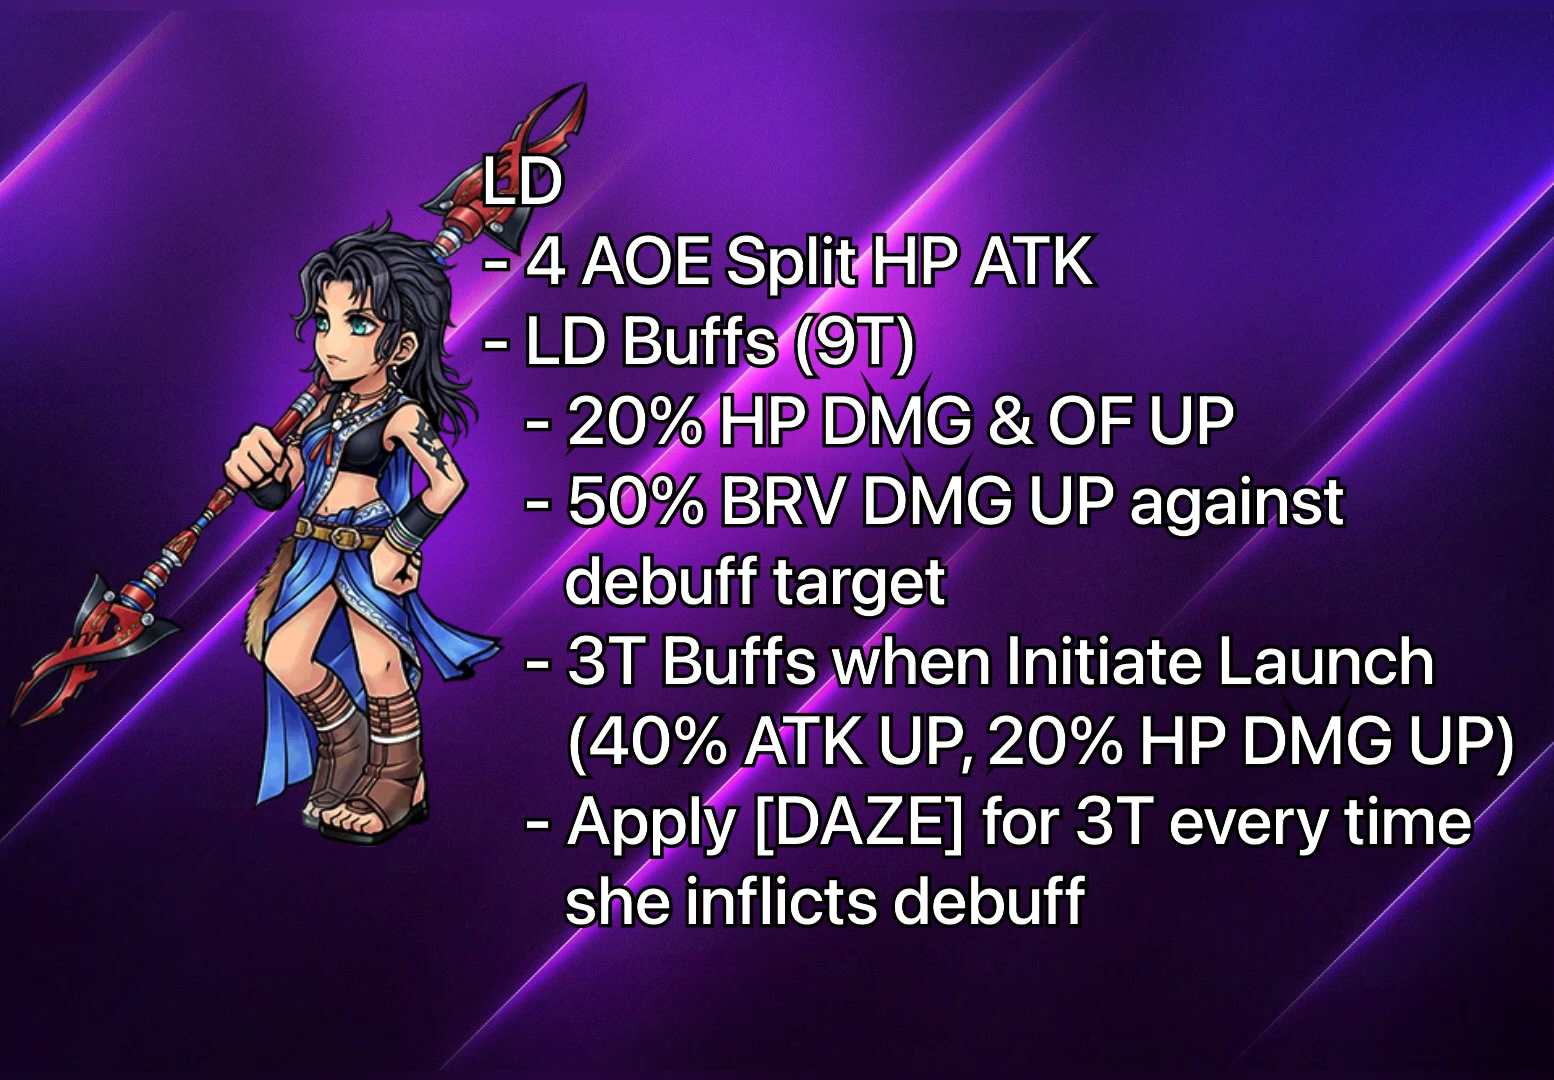 LD
- 4 AOE Split HP ATK
- LD Buffs (9T)
- 20% HP DMG & OF UP
- 50% BRV DMG UP against
debuff target
- 3T Buffs when Initiate Launch
(40% ATK UP, 20% HP DMG UP)
- Apply [DAZE] for 3T every time
she inflicts debuff